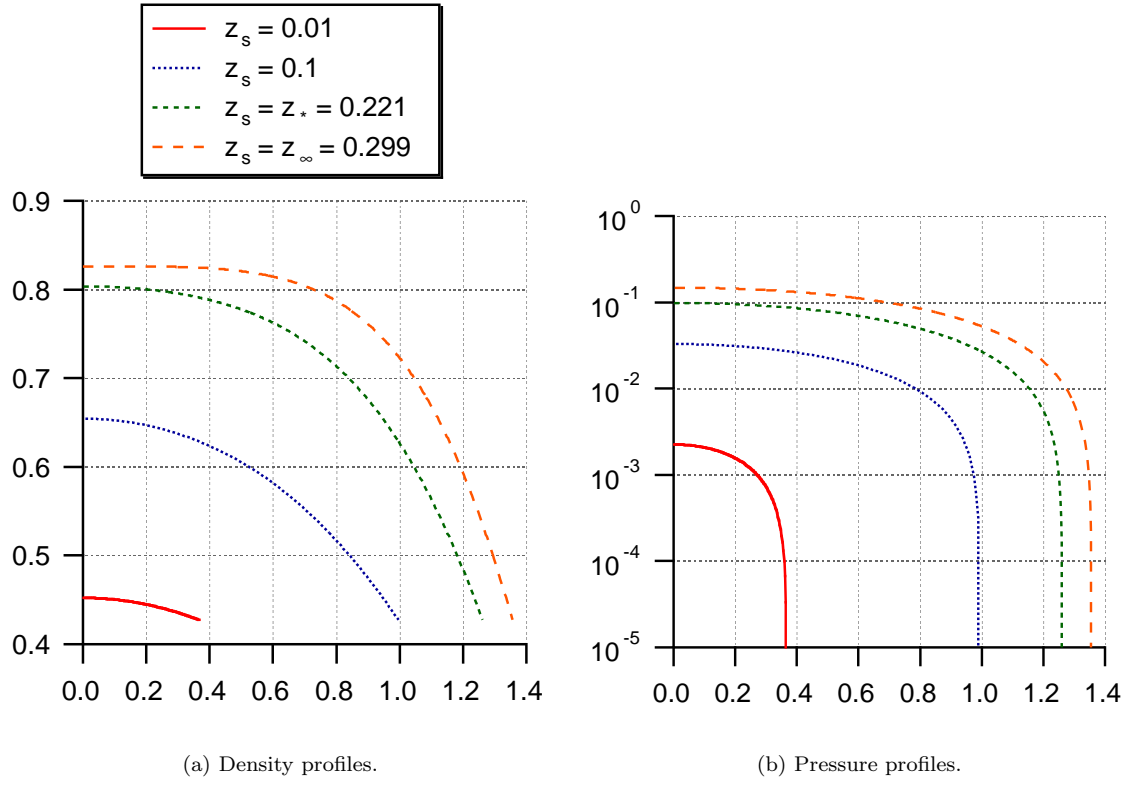 z_s = 0.01
z_s = 0.1
z_s = z_* = 0.221
z_s = z_∞ = 0.299
0.9
0.8
0.7
0.6
0.5
0.4
0.0 0.2 0.4 0.6 0.8 1.0 1.2 1.4
10^0
10^-1
10^-2
10^-3
10^-4
10^-5
0.0 0.2 0.4 0.6 0.8 1.0 1.2 1.4
(a) Density profiles.
(b) Pressure profiles.